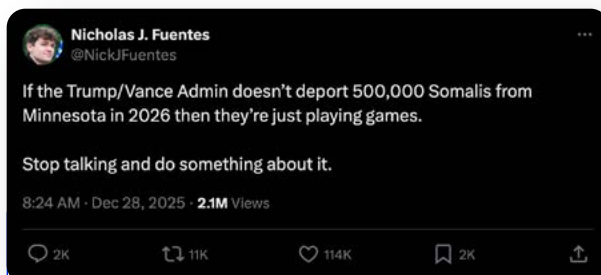 Nicholas J. Fuentes
@NickJFuentes
If the Trump/Vance Admin doesn’t deport 500,000 Somalis from
Minnesota in 2026 then they’re just playing games.
Stop talking and do something about it.
8:24 AM · Dec 28, 2025 · 2.1M Views
2K 11K 114K 2K